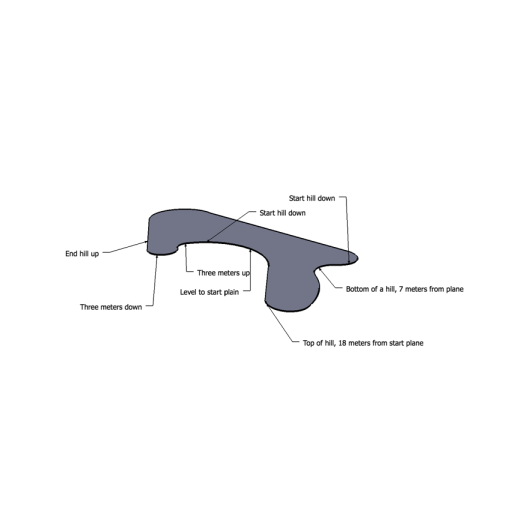 Start hill down
Start hill down
End hill up
Three meters up
Level to start plain
Bottom of a hill, 7 meters from plane
Three meters down
Top of hill, 18 meters from start plane